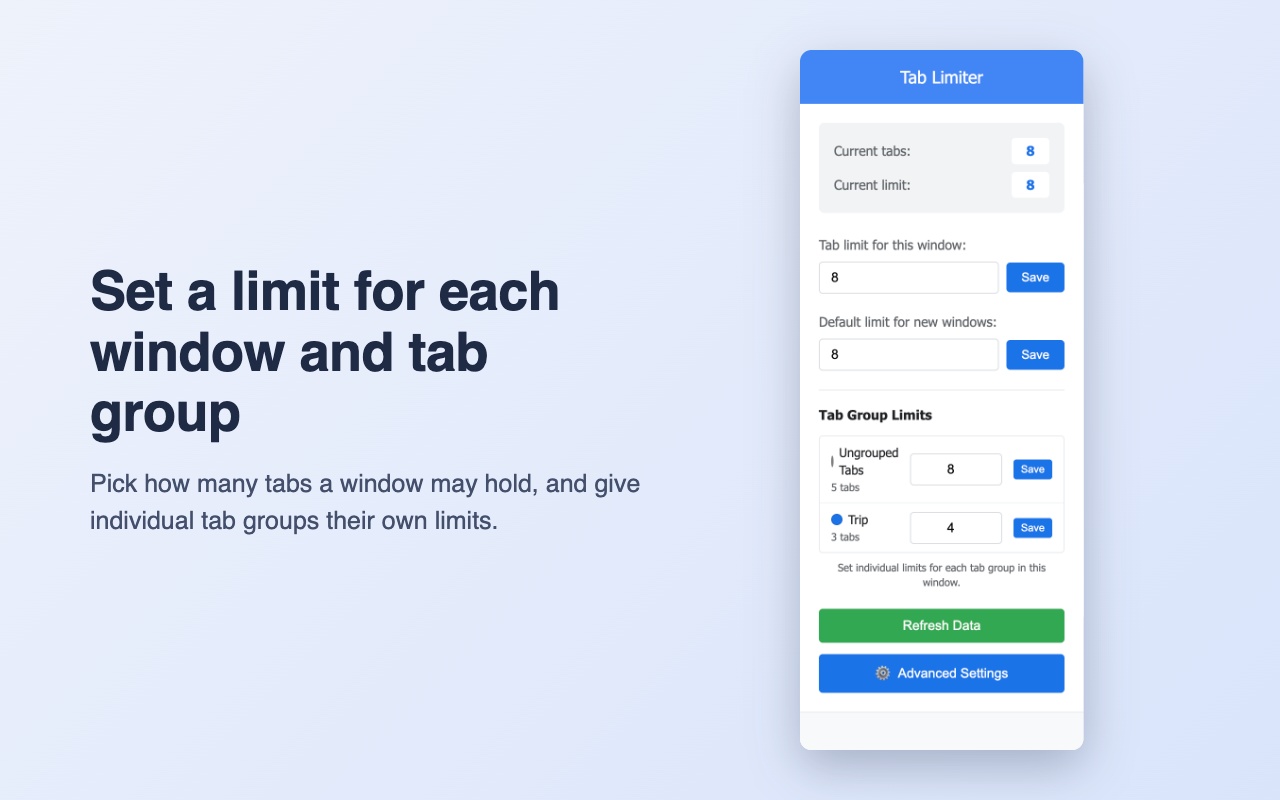 Set a limit for each
window and tab
group
Pick how many tabs a window may hold, and give
individual tab groups their own limits.
Tab Limiter
Current tabs: 8
Current limit: 8
Tab limit for this window:
8 Save
Default limit for new windows:
8 Save
Tab Group Limits
Ungrouped
Tabs
5 tabs
8 Save
Trip
3 tabs
4 Save
Set individual limits for each tab group in this
window.
Refresh Data
Advanced Settings